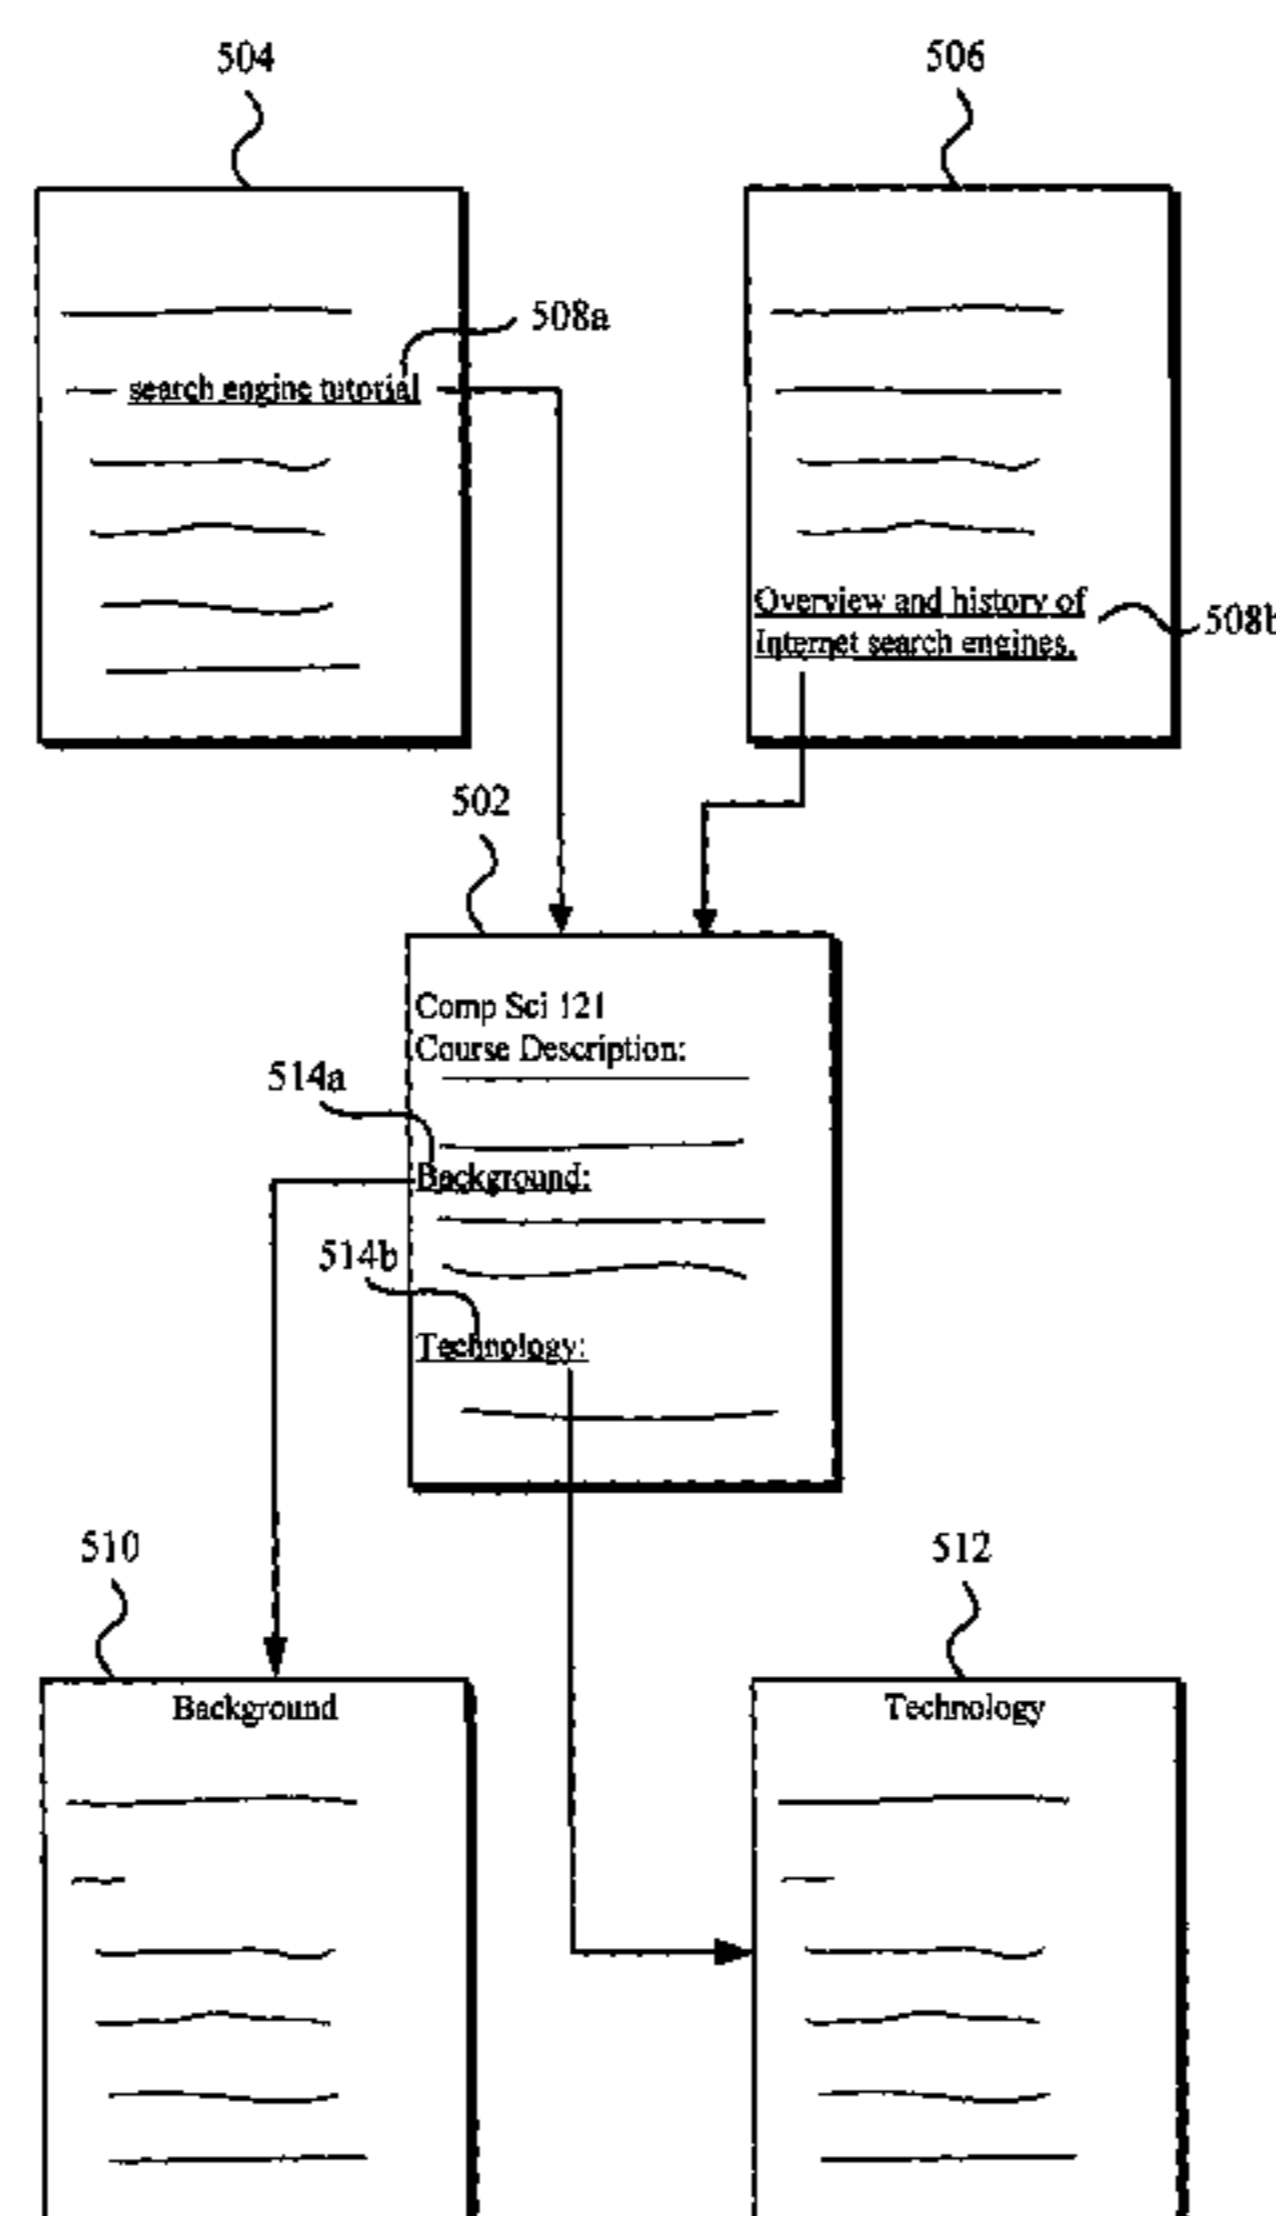 504
506
508a
search engine tutorial
Overview and history of
Internet search engines.
508b
502
Comp Sci 121
Course Description:
514a
Background:
514b
Technology:
510
512
Background
Technology